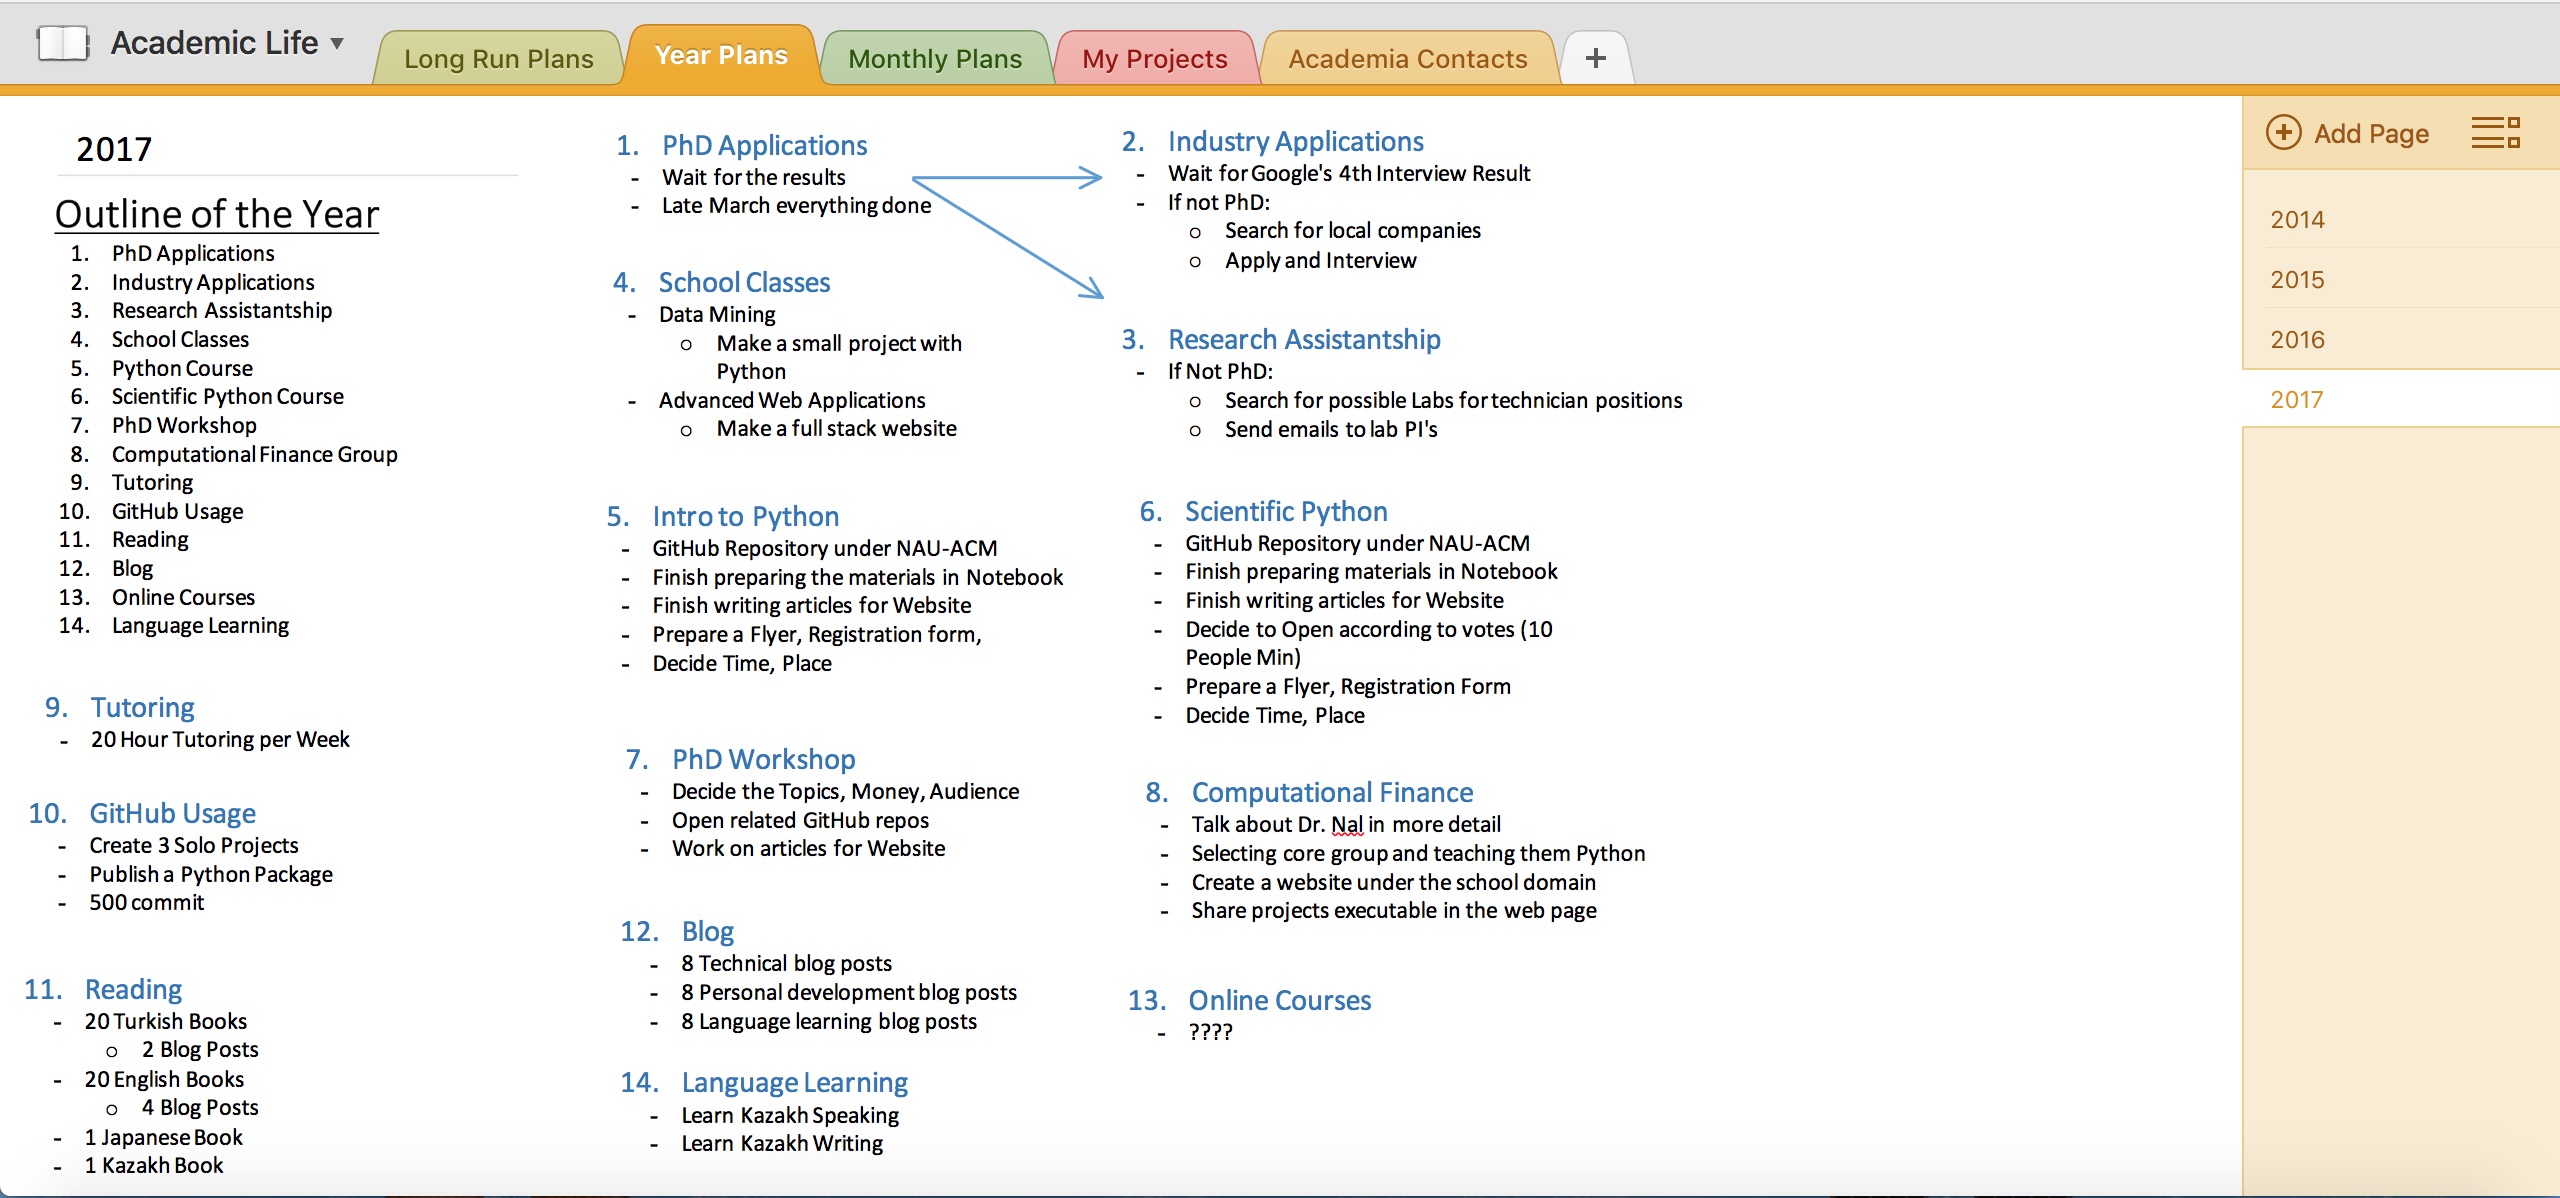 Academic Life
Long Run Plans
Year Plans
Monthly Plans
My Projects
Academia Contacts
+
2017
Outline of the Year
1. PhD Applications
2. Industry Applications
3. Research Assistantship
4. School Classes
5. Python Course
6. Scientific Python Course
7. PhD Workshop
8. Computational Finance Group
9. Tutoring
10. GitHub Usage
11. Reading
12. Blog
13. Online Courses
14. Language Learning
1. PhD Applications
- Wait for the results
- Late March everything done
2. Industry Applications
- Wait for Google's 4th Interview Result
- If not PhD:
o Search for local companies
o Apply and Interview
3. Research Assistantship
- If Not PhD:
o Search for possible Labs for technician positions
o Send emails to lab PI's
4. School Classes
- Data Mining
o Make a small project with
Python
- Advanced Web Applications
o Make a full stack website
5. Intro to Python
- GitHub Repository under NAU-ACM
- Finish preparing the materials in Notebook
- Finish writing articles for Website
- Prepare a Flyer, Registration form,
- Decide Time, Place
6. Scientific Python
- GitHub Repository under NAU-ACM
- Finish preparing materials in Notebook
- Finish writing articles for Website
- Decide to Open according to votes (10
People Min)
- Prepare a Flyer, Registration Form
- Decide Time, Place
7. PhD Workshop
- Decide the Topics, Money, Audience
- Open related GitHub repos
- Work on articles for Website
8. Computational Finance
- Talk about Dr. Nal in more detail
- Selecting core group and teaching them Python
- Create a website under the school domain
- Share projects executable in the web page
9. Tutoring
- 20 Hour Tutoring per Week
10. GitHub Usage
- Create 3 Solo Projects
- Publish a Python Package
- 500 commit
11. Reading
- 20 Turkish Books
o 2 Blog Posts
- 20 English Books
o 4 Blog Posts
- 1 Japanese Book
- 1 Kazakh Book
12. Blog
- 8 Technical blog posts
- 8 Personal development blog posts
- 8 Language learning blog posts
13. Online Courses
- ????
14. Language Learning
- Learn Kazakh Speaking
- Learn Kazakh Writing
Add Page
2014
2015
2016
2017